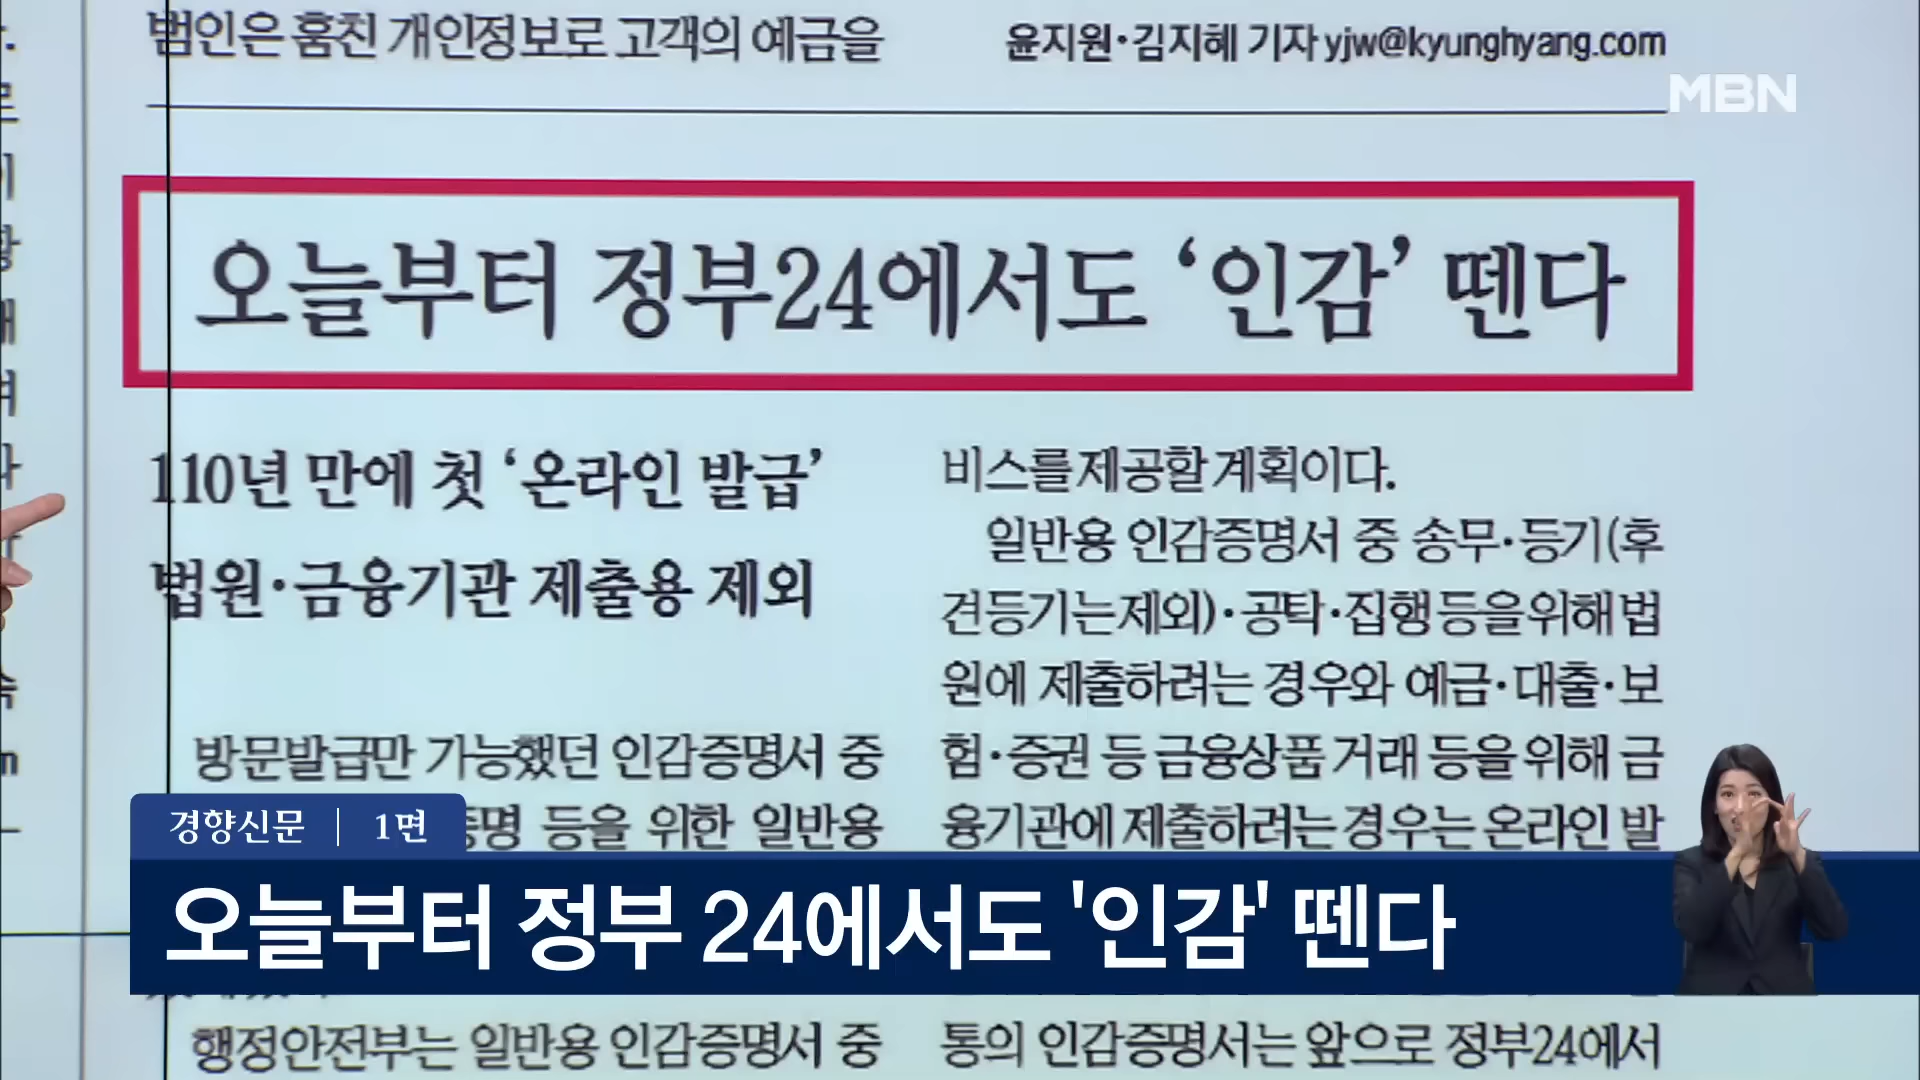 범인은 훔친 개인정보로 고객의 예금을
윤지원·김지혜 기자 yjw@kyunghyang.com
MBN
오늘부터 정부24에서도 ‘인감’ 뗀다
110년 만에 첫 ‘온라인 발급’
법원·금융기관 제출용 제외
방문발급만 가능했던 인감증명서 중
증명 등을 위한 일반용
행정안전부는 일반용 인감증명서 중
비스를 제공할 계획이다.
일반용 인감증명서 중 송무·등기(후
견등기는 제외)·공탁·집행 등을 위해 법
원에 제출하려는 경우와 예금·대출·보
험·증권 등 금융상품 거래 등을 위해 금
융기관에 제출하려는 경우는 온라인 발
통의 인감증명서는 앞으로 정부24에서
경향신문 | 1면
오늘부터 정부 24에서도 '인감' 뗀다